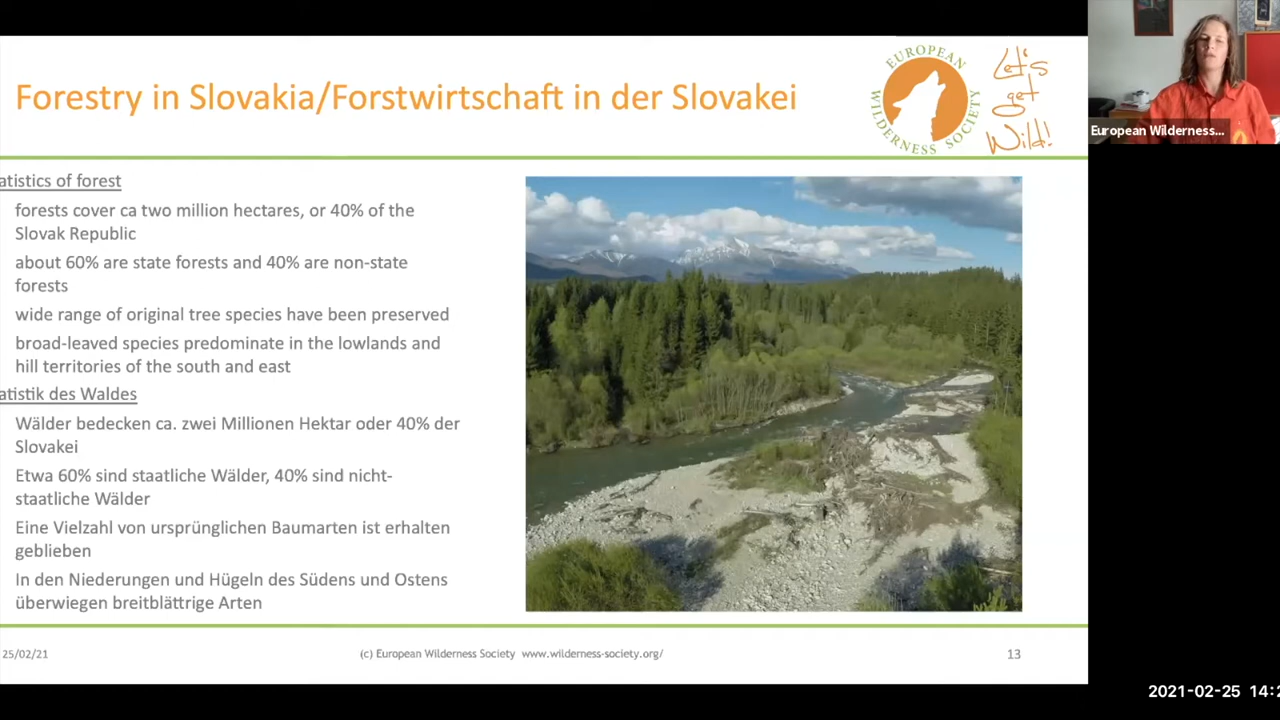 Forestry in Slovakia/Forstwirtschaft in der Slovakei
EUROPEAN WILDERNESS SOCIETY
Let's
get
Wild!
European Wilderness...
atistics of forest
forests cover ca two million hectares, or 40% of the
Slovak Republic
about 60% are state forests and 40% are non-state
forests
wide range of original tree species have been preserved
broad-leaved species predominate in the lowlands and
hill territories of the south and east
atistik des Waldes
Wälder bedecken ca. zwei Millionen Hektar oder 40% der
Slovakei
Etwa 60% sind staatliche Wälder, 40% sind nicht-
staatliche Wälder
Eine Vielzahl von ursprünglichen Baumarten ist erhalten
geblieben
In den Niederungen und Hügeln des Südens und Ostens
überwiegen breitblättrige Arten
25/02/21
(c) European Wilderness Society www.wilderness-society.org/
13
2021-02-25 14:2